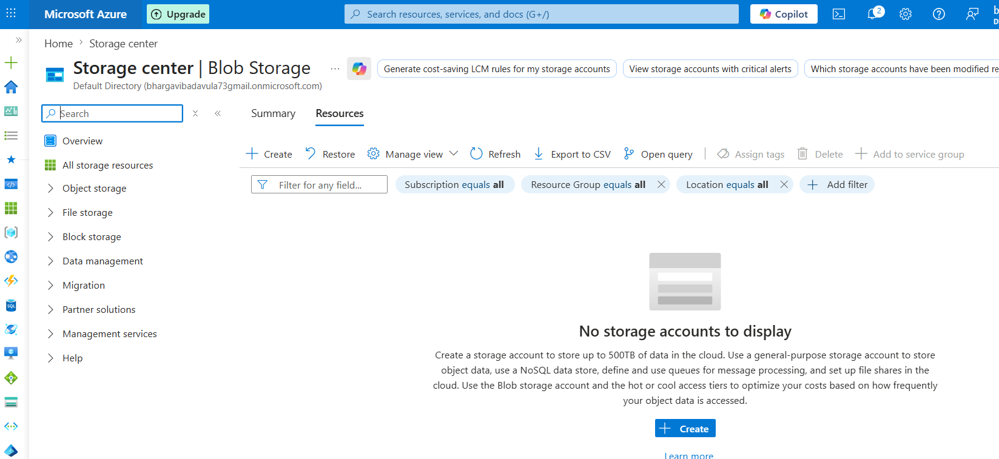 Microsoft Azure
Upgrade
Search resources, services, and docs (G+/)
Copilot
2
Home > Storage center
Storage center | Blob Storage
...
Generate cost-saving LCM rules for my storage accounts
View storage accounts with critical alerts
Which storage accounts have been modified re
Default Directory (bhargavibadavula73gmail.onmicrosoft.com)
Search
Overview
All storage resources
Object storage
File storage
Block storage
Data management
Migration
Partner solutions
Management services
Help
Summary
Resources
Create
Restore
Manage view
Refresh
Export to CSV
Open query
Assign tags
Delete
Add to service group
Filter for any field...
Subscription equals all
Resource Group equals all
Location equals all
Add filter
No storage accounts to display
Create a storage account to store up to 500TB of data in the cloud. Use a general-purpose storage account to store
object data, use a NoSQL data store, define and use queues for message processing, and set up file shares in the
cloud. Use the Blob storage account and the hot or cool access tiers to optimize your costs based on how frequently
your object data is accessed.
Create
Learn more
SQL